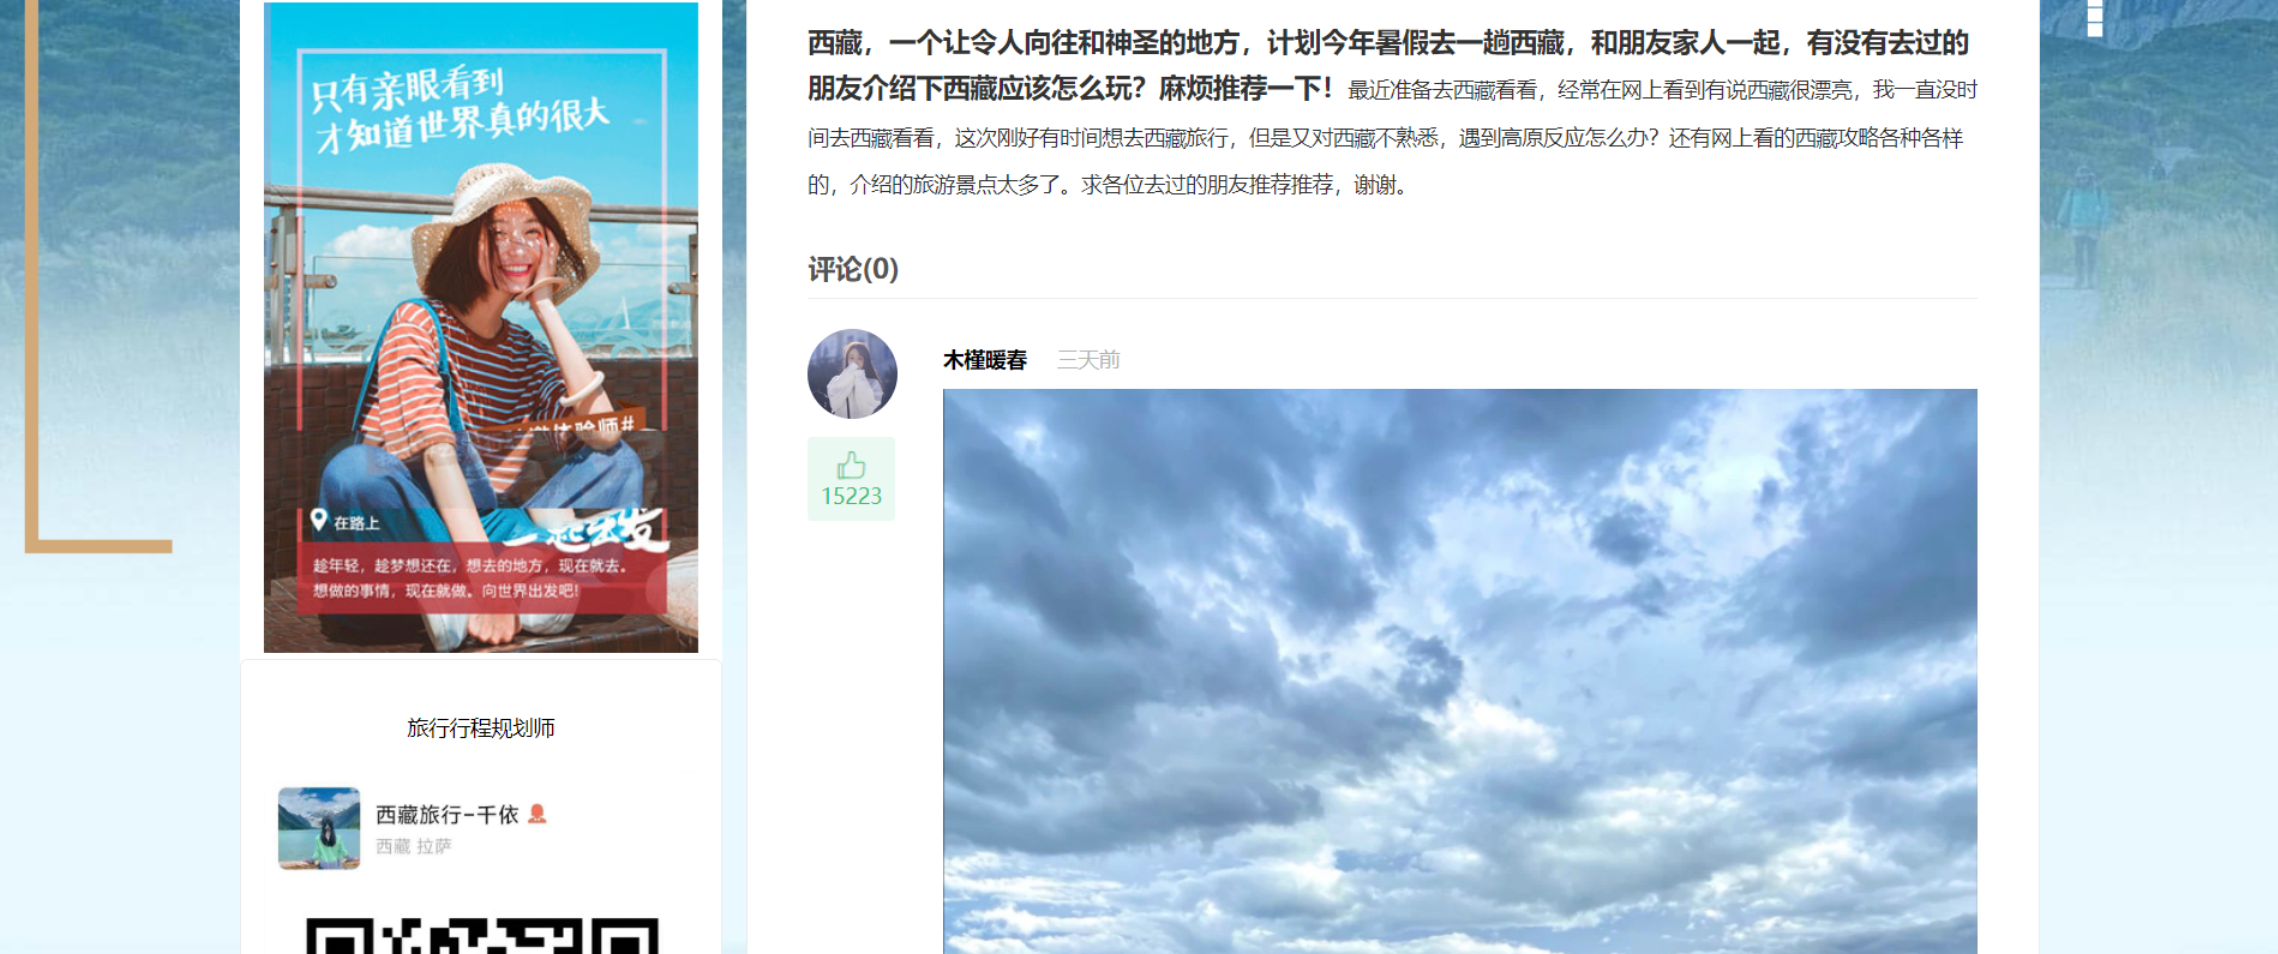 只有亲眼看到
才知道世界真的很大
体验师#
在路上
一起出发
趁年轻，趁梦想还在，想去的地方，现在就去。
想做的事情，现在就做。向世界出发吧!
旅行行程规划师
西藏旅行-千依
西藏 拉萨
西藏，一个让令人向往和神圣的地方，计划今年暑假去一趟西藏，和朋友家人一起，有没有去过的
朋友介绍下西藏应该怎么玩？麻烦推荐一下！最近准备去西藏看看，经常在网上看到有说西藏很漂亮，我一直没时
间去西藏看看，这次刚好有时间想去西藏旅行，但是又对西藏不熟悉，遇到高原反应怎么办？还有网上看的西藏攻略各种各样
的，介绍的旅游景点太多了。求各位去过的朋友推荐推荐，谢谢。
评论(0)
木槿暖春 三天前
15223